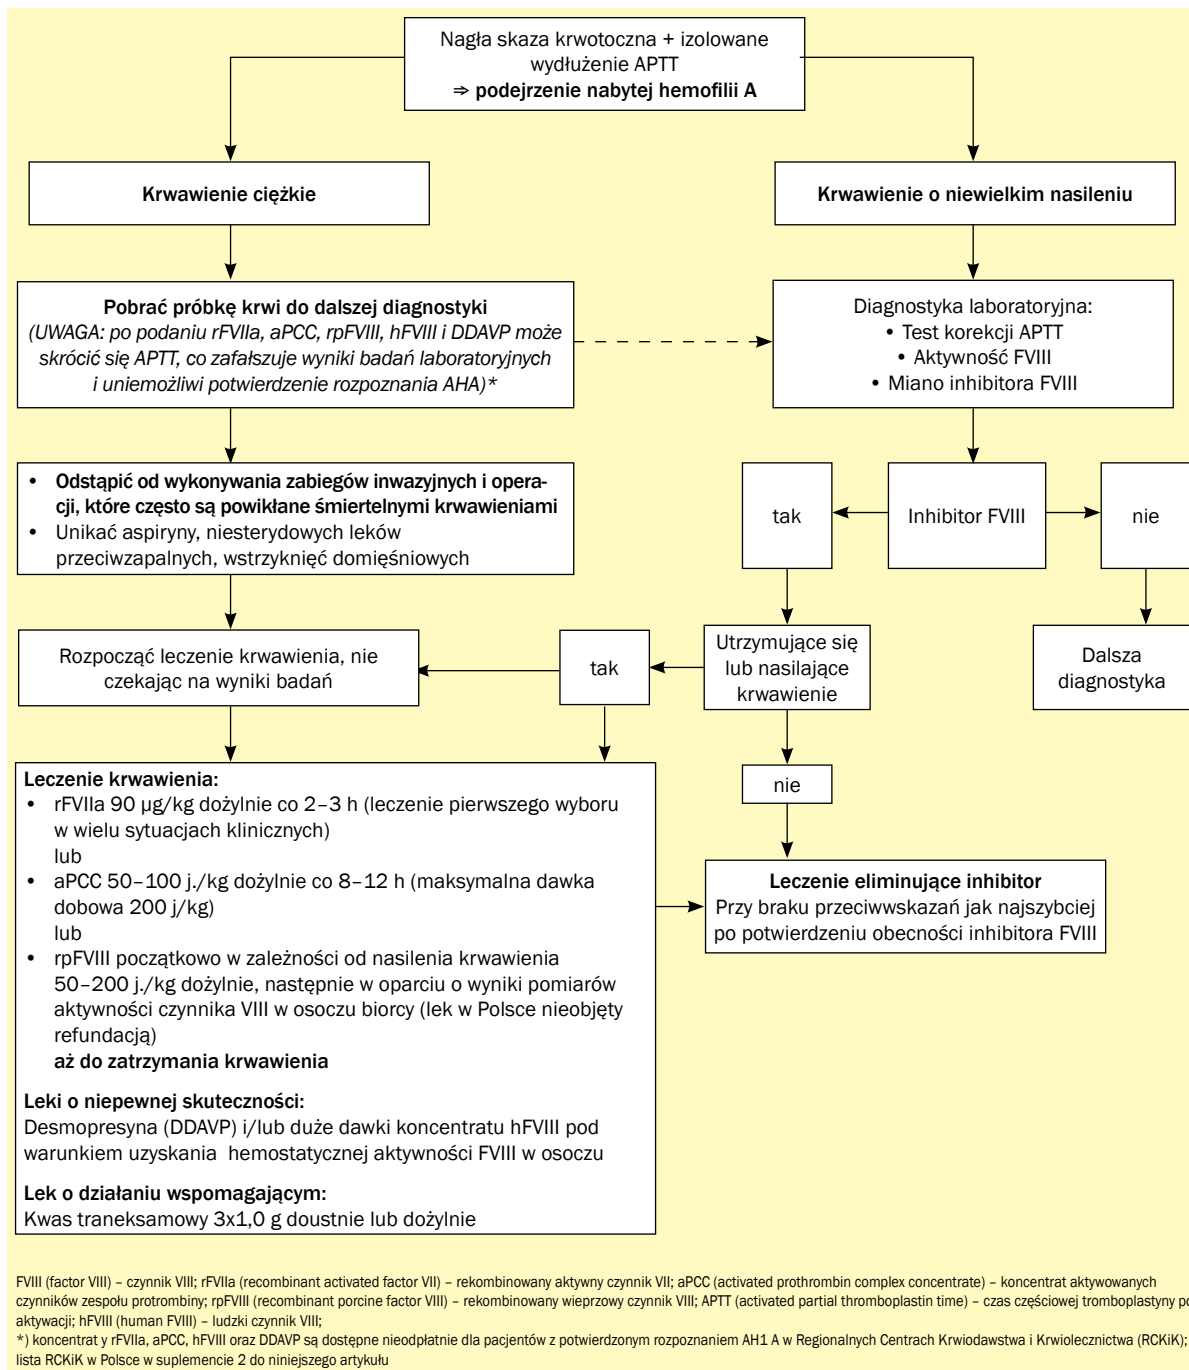 Nagła skaza krwotoczna + izolowane
wydłużenie APTT
⇒ podejrzenie nabytej hemofilii A
Krwawienie ciężkie
Krwawienie o niewielkim nasileniu
Pobrać próbkę krwi do dalszej diagnostyki
(UWAGA: po podaniu rFVIIa, aPCC, rpFVIII, hFVIII i DDAVP może
skrócić się APTT, co zafałszuje wyniki badań laboratoryjnych
i uniemożliwi potwierdzenie rozpoznania AHA)*
Diagnostyka laboratoryjna:
• Test korekcji APTT
• Aktywność FVIII
• Miano inhibitora FVIII
• Odstąpić od wykonywania zabiegów inwazyjnych i opera-
cji, które często są powikłane śmiertelnymi krwawieniami
• Unikać aspiryny, niesterydowych leków
przeciwzapalnych, wstrzyknięć domięśniowych
tak
Inhibitor FVIII
nie
Rozpocząć leczenie krwawienia, nie
czekając na wyniki badań
tak
Utrzymujące się
lub nasilające
krwawienie
Dalsza
diagnostyka
nie
Leczenie krwawienia:
• rFVIIa 90 µg/kg dożylnie co 2–3 h (leczenie pierwszego wyboru
w wielu sytuacjach klinicznych)
lub
• aPCC 50–100 j./kg dożylnie co 8–12 h (maksymalna dawka
dobowa 200 j/kg)
lub
• rpFVIII początkowo w zależności od nasilenia krwawienia
50–200 j./kg dożylnie, następnie w oparciu o wyniki pomiarów
aktywności czynnika VIII w osoczu biorcy (lek w Polsce nieobjęty
refundacją)
aż do zatrzymania krwawienia
Leki o niepewnej skuteczności:
Desmopresyna (DDAVP) i/lub duże dawki koncentratu hFVIII pod
warunkiem uzyskania hemostatycznej aktywności FVIII w osoczu
Lek o działaniu wspomagającym:
Kwas traneksamowy 3x1,0 g doustnie lub dożylnie
Leczenie eliminujące inhibitor
Przy braku przeciwwskazań jak najszybciej
po potwierdzeniu obecności inhibitora FVIII
FVIII (factor VIII) – czynnik VIII; rFVIIa (recombinant activated factor VII) – rekombinowany aktywny czynnik VII; aPCC (activated prothrombin complex concentrate) – koncentrat aktywowanych
czynników zespołu protrombiny; rpFVIII (recombinant porcine factor VIII) – rekombinowany wieprzowy czynnik VIII; APTT (activated partial thromboplastin time) – czas częściowej tromboplastyny po
aktywacji; hFVIII (human FVIII) – ludzki czynnik VIII;
*) koncentrat y rFVIIa, aPCC, hFVIII oraz DDAVP są dostępne nieodpłatnie dla pacjentów z potwierdzonym rozpoznaniem AH1 A w Regionalnych Centrach Krwiodawstwa i Krwiolecznictwa (RCKiK);
lista RCKiK w Polsce w suplemencie 2 do niniejszego artykułu